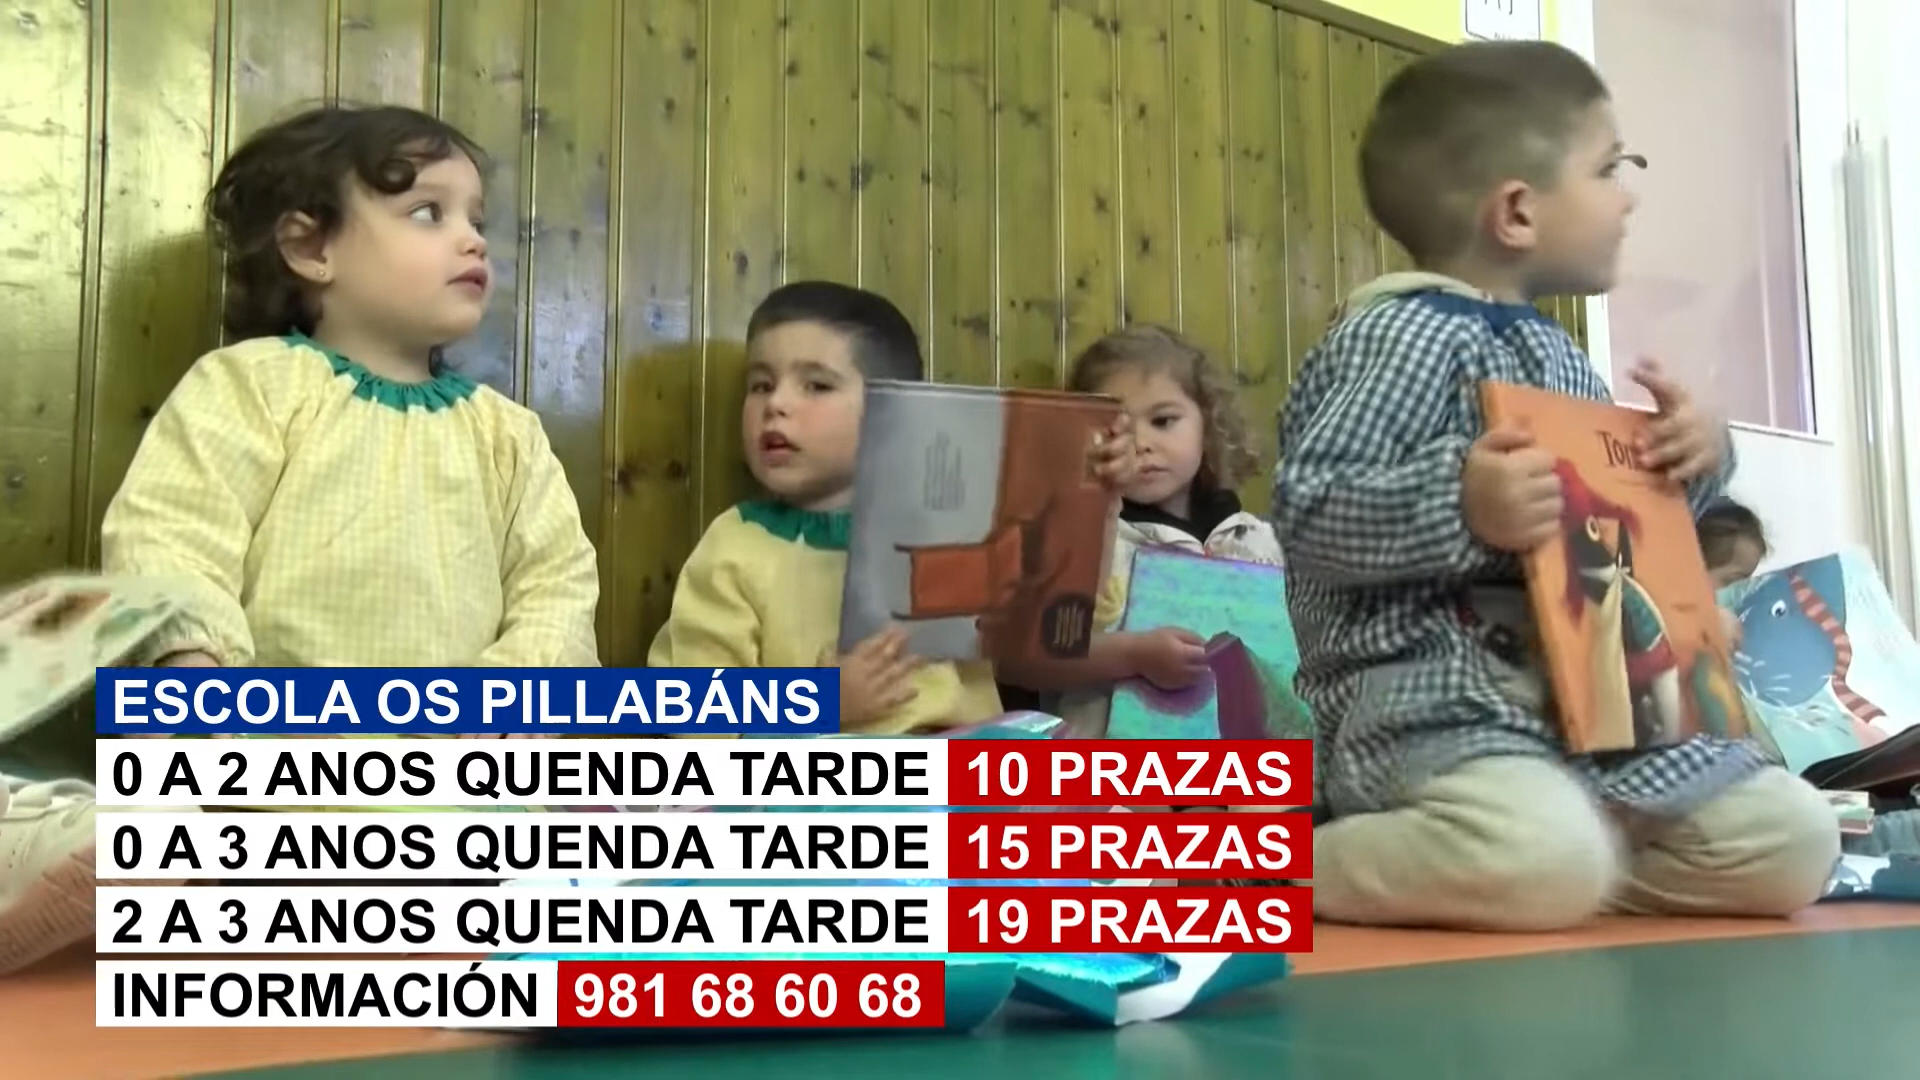 ESCOLA OS PILLABÁNS
0 A 2 ANOS QUENDA TARDE 10 PRAZAS
0 A 3 ANOS QUENDA TARDE 15 PRAZAS
2 A 3 ANOS QUENDA TARDE 19 PRAZAS
INFORMACIÓN 981 68 60 68